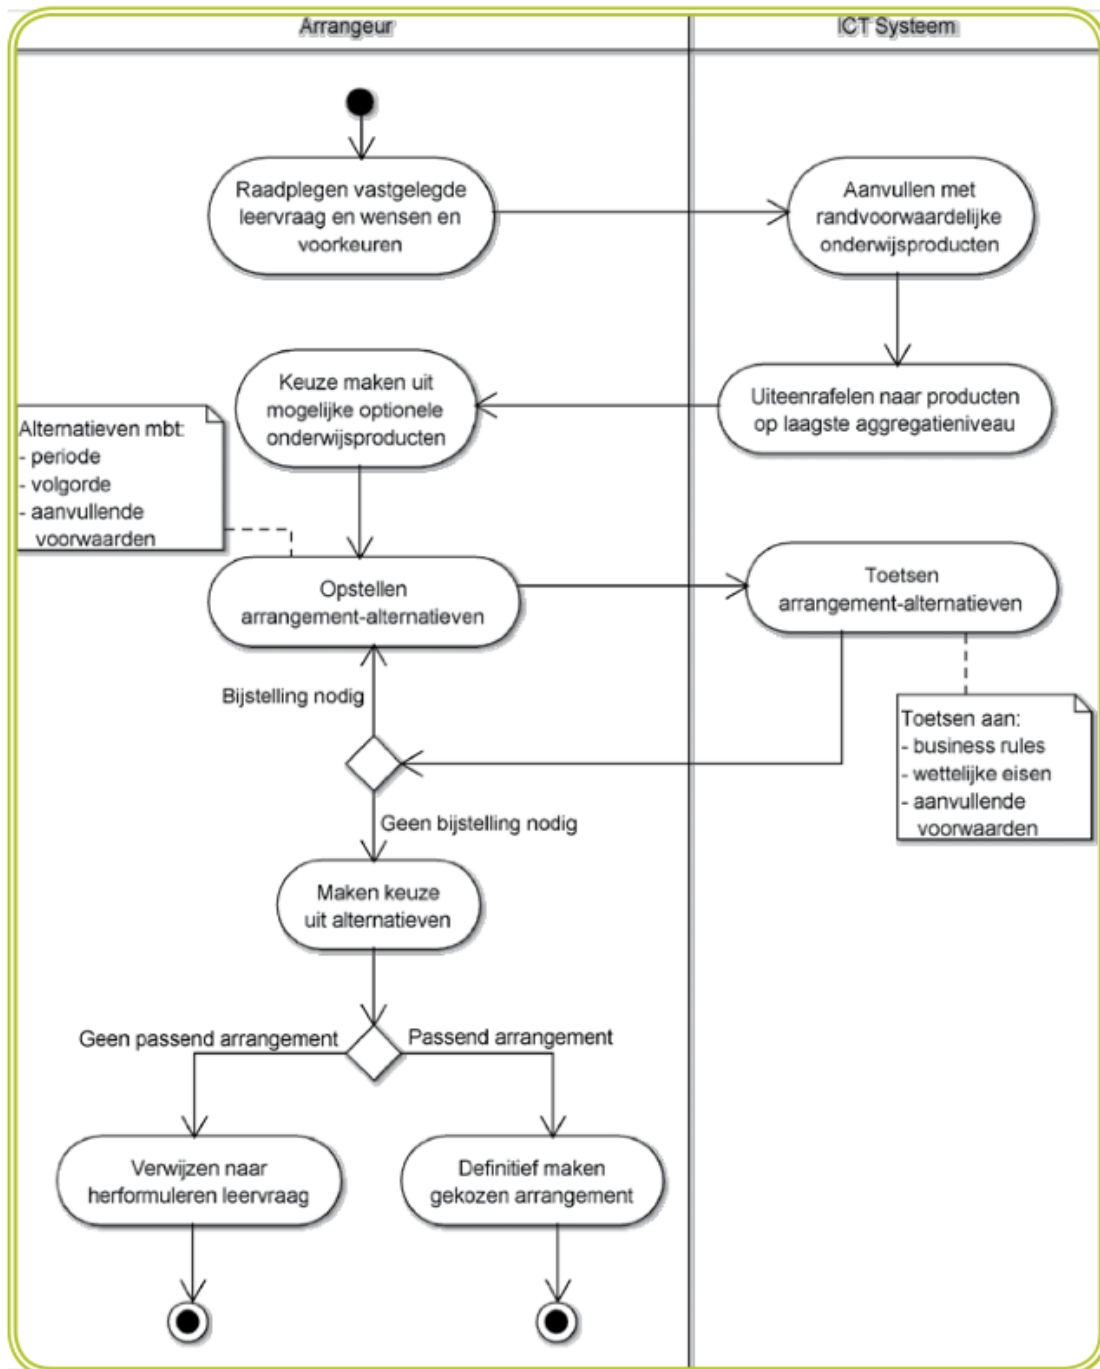 Arrangeur
ICT Systeem
Raadplegen vastgelegde
leervraag en wensen en
voorkeuren
Aanvullen met
randvoorwaardelijke
onderwijsproducten
Keuze maken uit
mogelijke optionele
onderwijsproducten
Uiteenrafelen naar producten
op laagste aggregatieniveau
Alternatieven mbt:
- periode
- volgorde
- aanvullende
voorwaarden
Opstellen
arrangement-alternatieven
Toetsen
arrangement-alternatieven
Bijstelling nodig
Toetsen aan:
- business rules
- wettelijke eisen
- aanvullende
voorwaarden
Geen bijstelling nodig
Maken keuze
uit alternatieven
Geen passend arrangement
Passend arrangement
Verwijzen naar
herformuleren leervraag
Definitief maken
gekozen arrangement